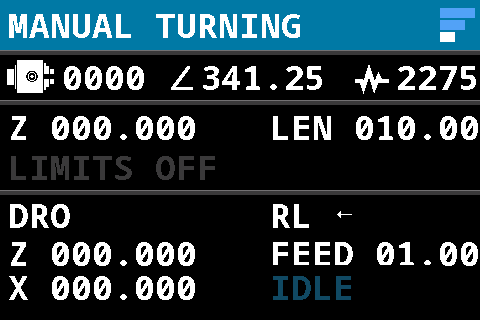 MANUAL TURNING
0000 ∠341.25 2275
Z 000.000 LEN 010.00
LIMITS OFF
DRO RL ←
Z 000.000 FEED 01.00
X 000.000 IDLE